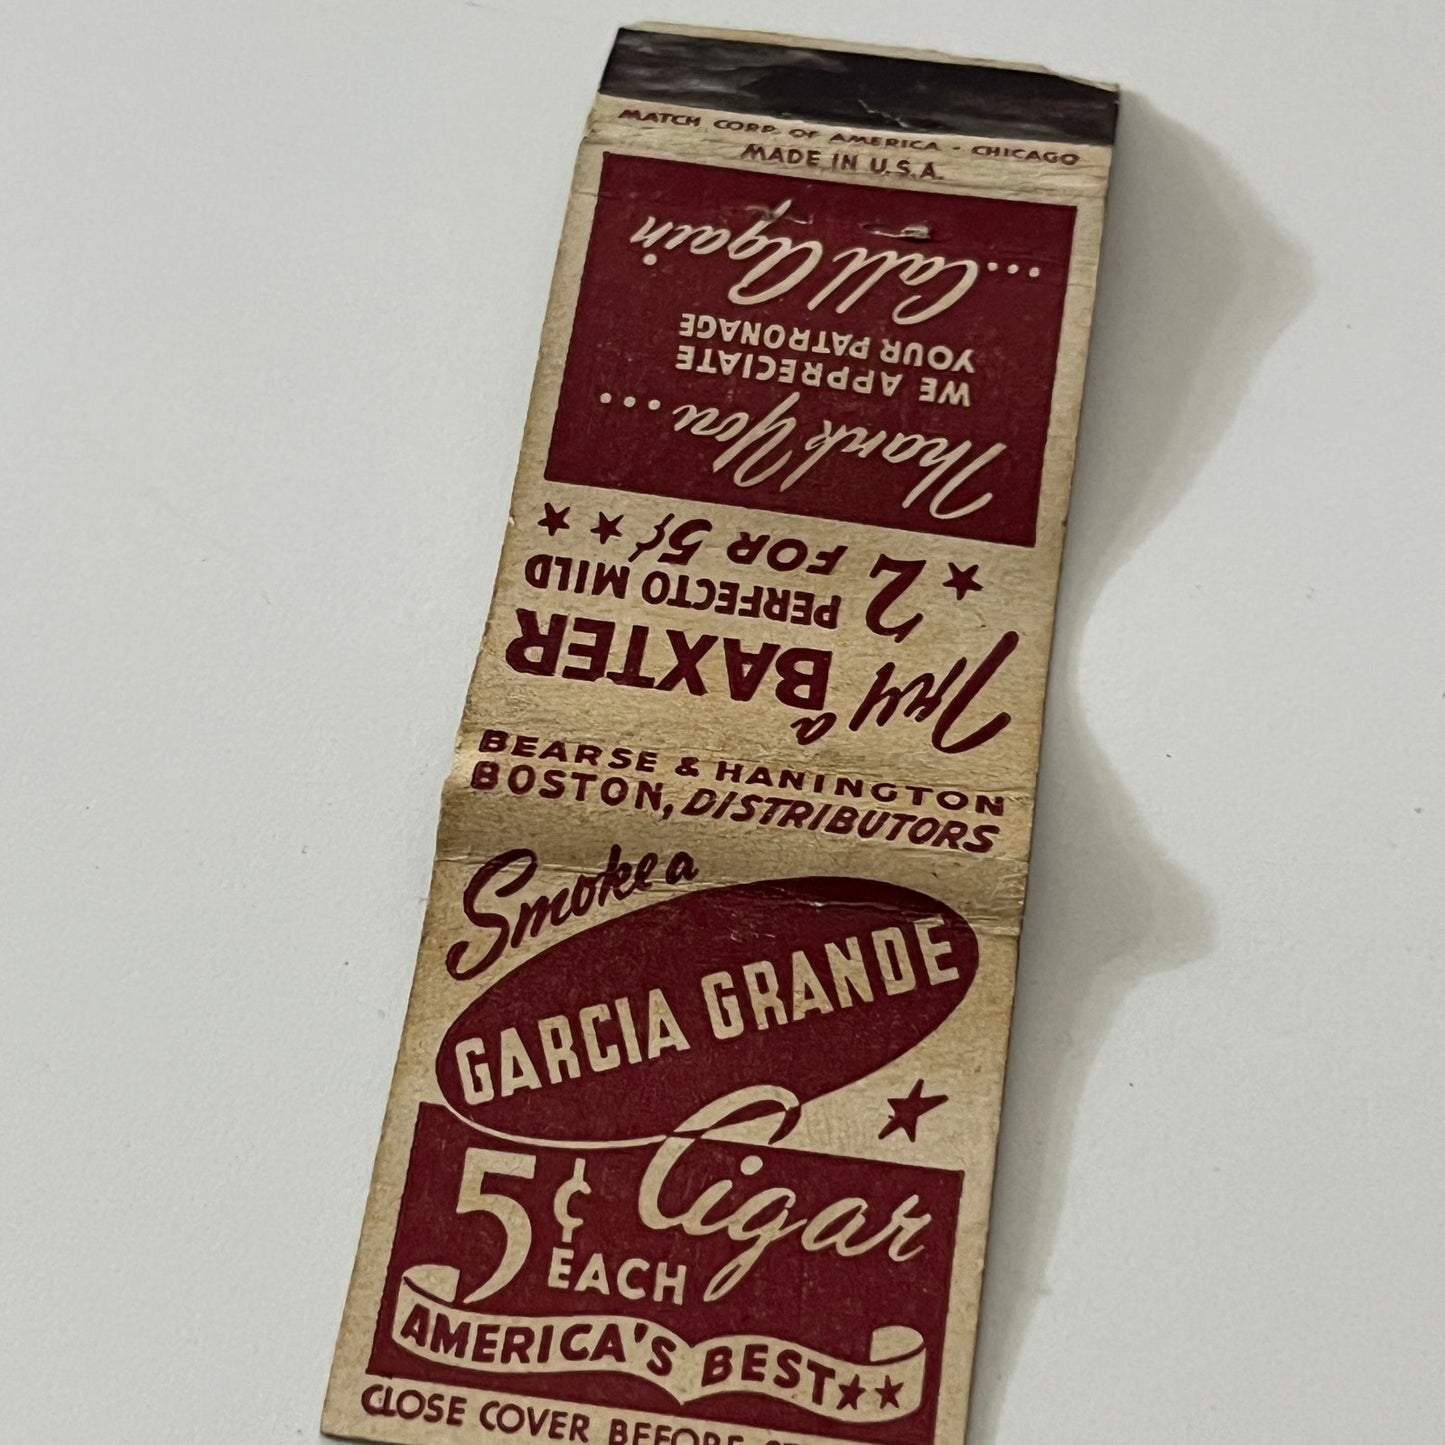 MATCH CORP. OF AMERICA - CHICAGO
MADE IN U.S.A.
Thank You...
WE APPRECIATE
YOUR PATRONAGE
...Call Again
Try a BAXTER
PERFECTO MILD
2 FOR 5¢
BEARSE & HANINGTON
BOSTON, DISTRIBUTORS
Smoke a
GARCIA GRANDE
Cigar
5¢
EACH
AMERICA'S BEST
CLOSE COVER BEFORE